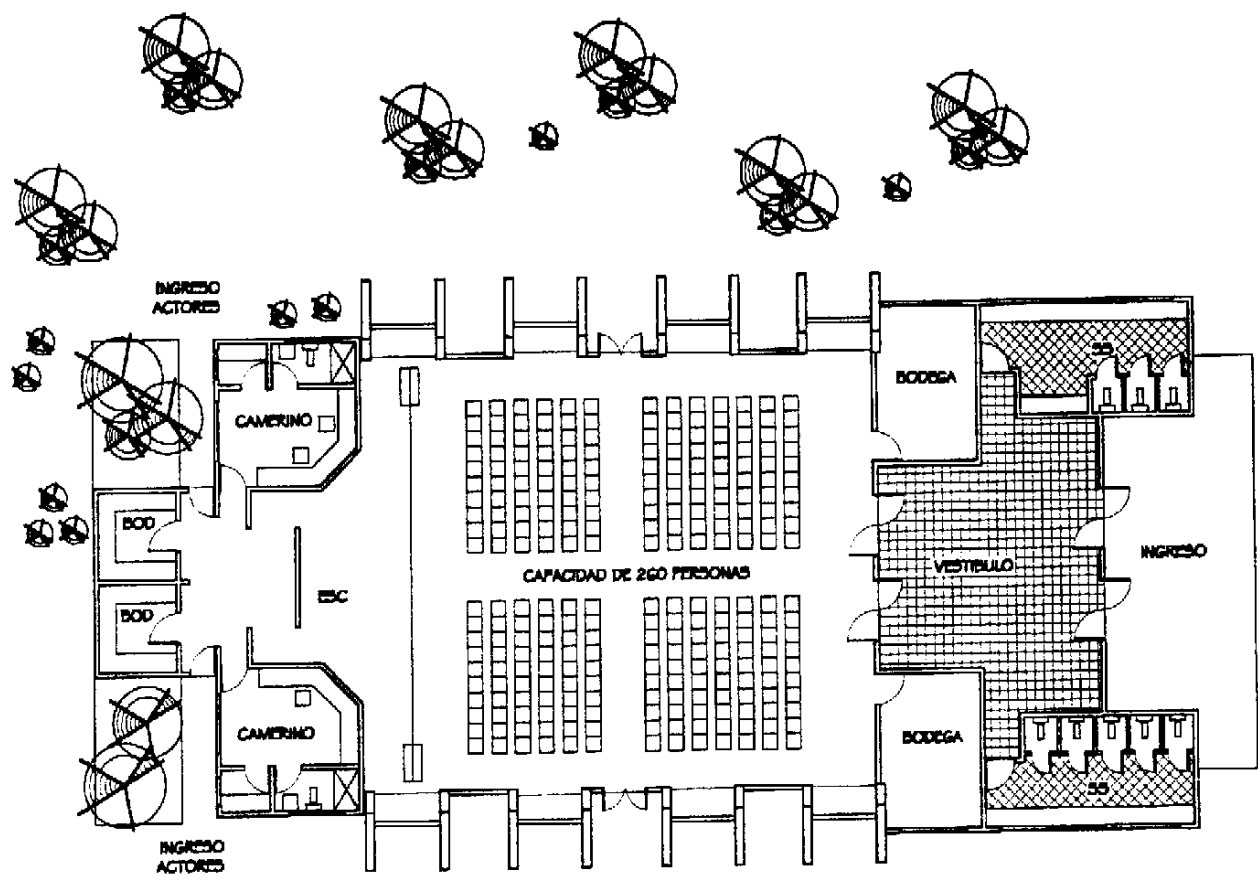 INGRESO
ACTORES
SS
BODEGA
CAMERINO
BOD
INGRESO
VESTIBULO
CAPACIDAD DE 260 PERSONAS
ESC
BOD
CAMERINO
BODEGA
SS
INGRESO
ACTORES